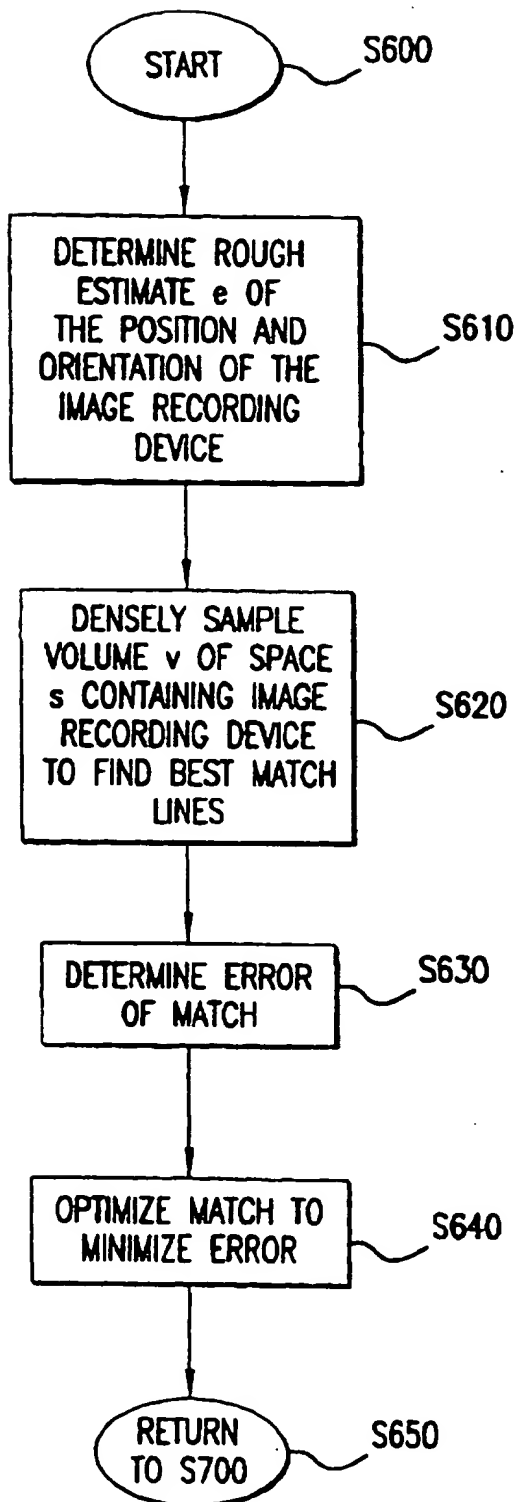 START
S600
DETERMINE ROUGH
ESTIMATE e OF
THE POSITION AND
ORIENTATION OF THE
IMAGE RECORDING
DEVICE
S610
DENSELY SAMPLE
VOLUME v OF SPACE
s CONTAINING IMAGE
RECORDING DEVICE
TO FIND BEST MATCH
LINES
S620
DETERMINE ERROR
OF MATCH
S630
OPTIMIZE MATCH TO
MINIMIZE ERROR
S640
RETURN
TO S700
S650